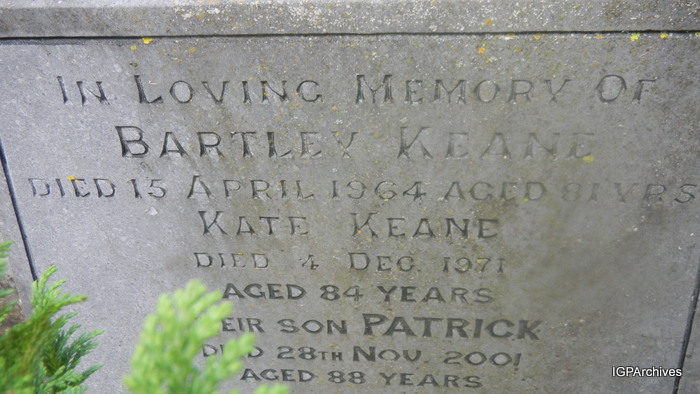 In Loving Memory Of
BARTLEY KEANE
DIED 15 APRIL 1964 AGED 81 YRS
KATE KEANE
DIED 4 DEC. 1971
AGED 84 YEARS
EIR SON PATRICK
DIED 28TH NOV. 2001
AGED 88 YEARS
IGPArchives